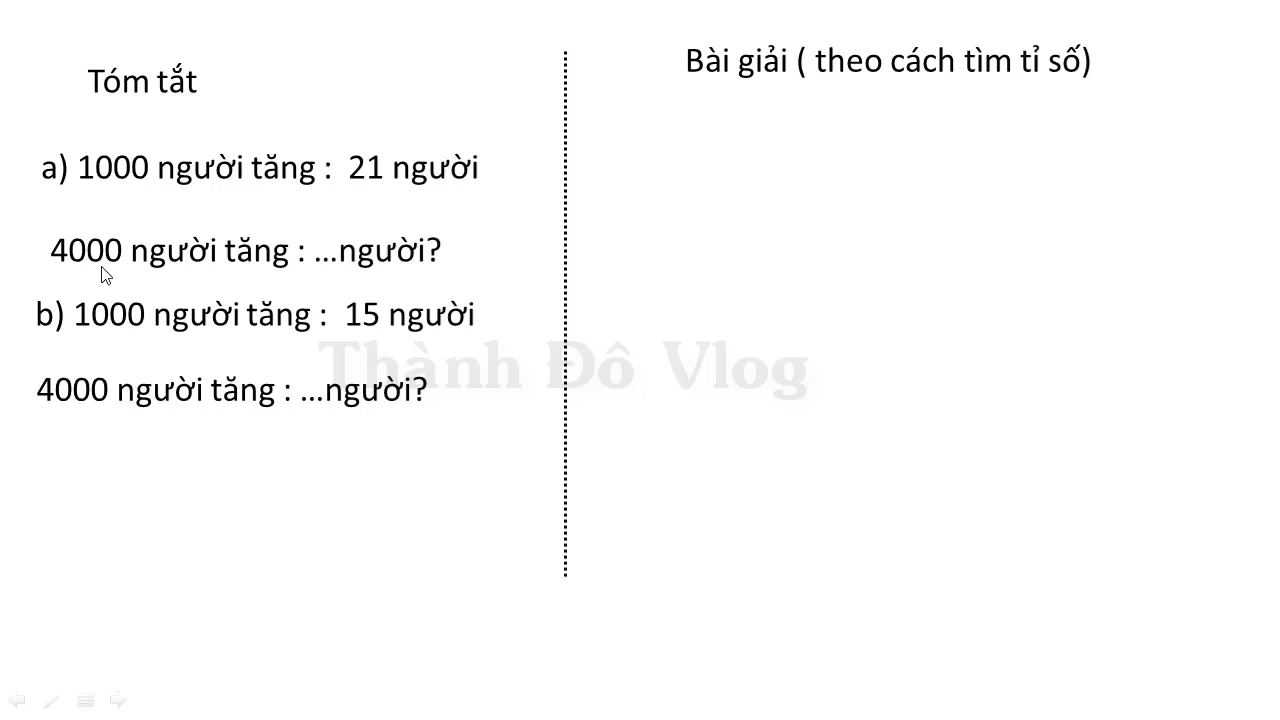 Tóm tắt
a) 1000 người tăng : 21 người
4000 người tăng : ...người?
b) 1000 người tăng : 15 người
4000 người tăng : ...người?
Bài giải ( theo cách tìm tỉ số)
Thành Đô Vlog